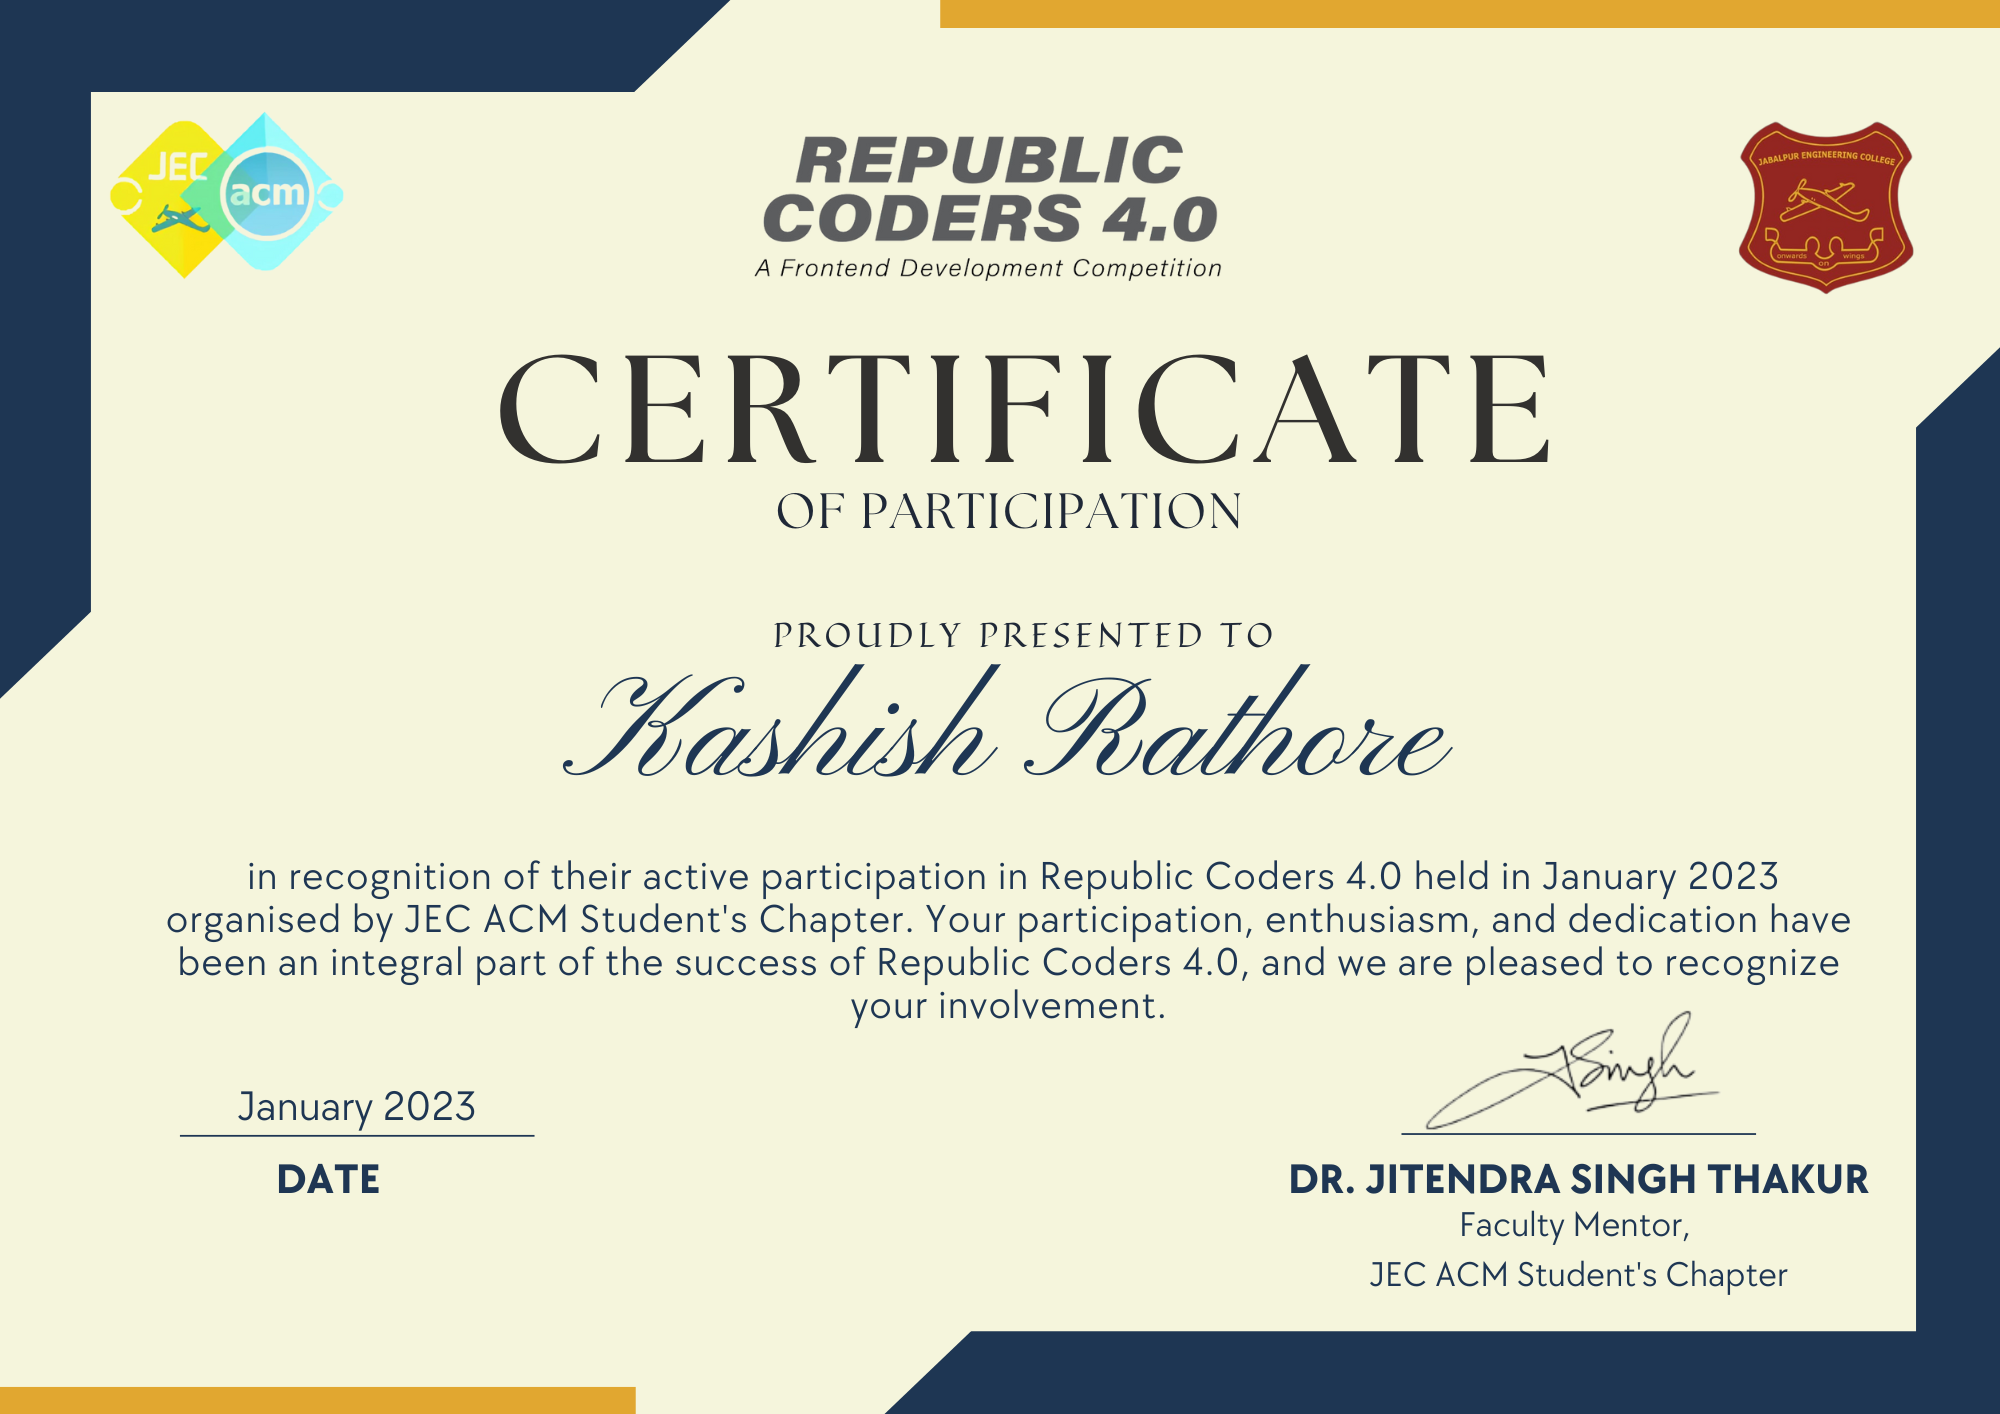 JEC
acm
REPUBLIC
CODERS 4.0
A Frontend Development Competition
JABALPUR ENGINEERING COLLEGE
onwards on wings
CERTIFICATE
OF PARTICIPATION
PROUDLY PRESENTED TO
Kashish Rathore
in recognition of their active participation in Republic Coders 4.0 held in January 2023
organised by JEC ACM Student's Chapter. Your participation, enthusiasm, and dedication have
been an integral part of the success of Republic Coders 4.0, and we are pleased to recognize
your involvement.
January 2023
DATE
JSingh
DR. JITENDRA SINGH THAKUR
Faculty Mentor,
JEC ACM Student's Chapter